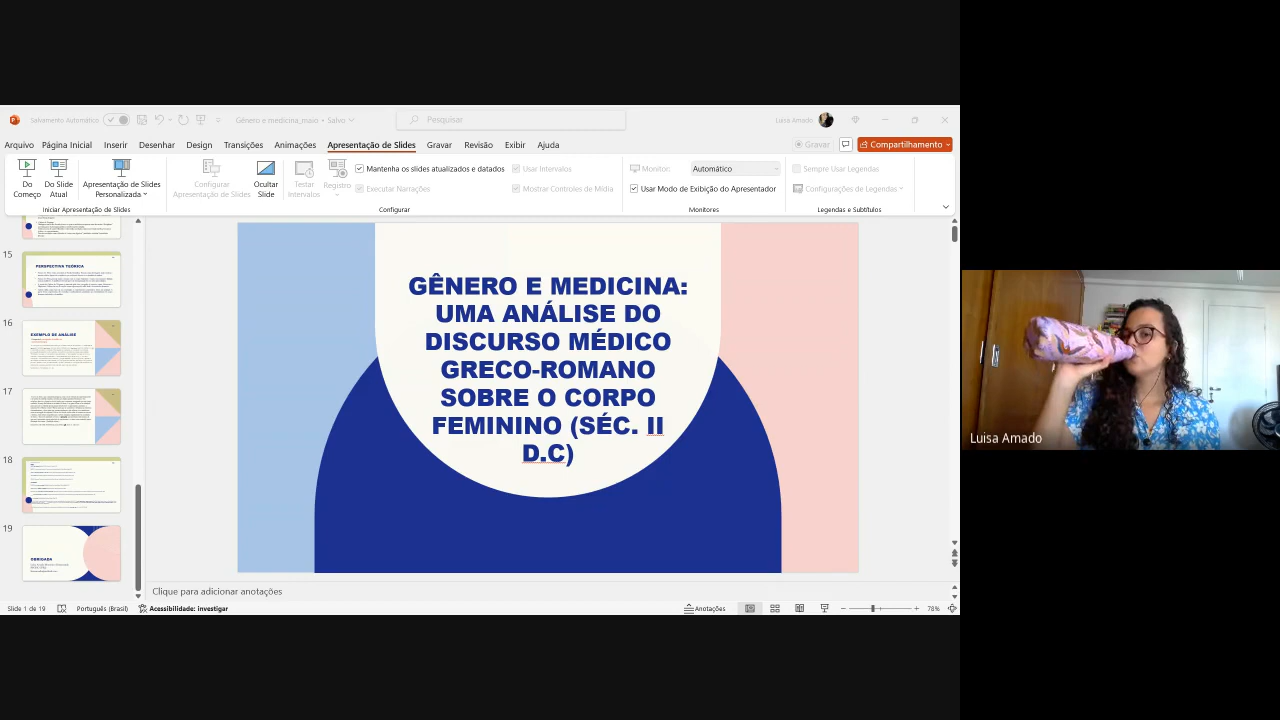 Salvamento Automático
Gênero e medicina_maio • Salvo
Pesquisar
Luisa Amado
Arquivo Página Inicial Inserir Desenhar Design Transições Animações Apresentação de Slides Gravar Revisão Exibir Ajuda
Gravar
Compartilhamento
Do Começo
Do Slide Atual
Apresentação de Slides Personalizada
Iniciar Apresentação de Slides
Configurar Apresentação de Slides
Ocultar Slide
Testar Intervalos
Registro
Mantenha os slides atualizados e datados
Executar Narrações
Usar Intervalos
Mostrar Controles de Mídia
Configurar
Monitor: Automático
Usar Modo de Exibição do Apresentador
Monitores
Sempre Usar Legendas
Configurações de Legendas
Legendas e Subtítulos
15
PERSPECTIVA TEÓRICA
16
EXEMPLO DE ANÁLISE
17
18
19
OBRIGADA
GÊNERO E MEDICINA:
UMA ANÁLISE DO
DISCURSO MÉDICO
GRECO-ROMANO
SOBRE O CORPO
FEMININO (SÉC. II
D.C)
Luisa Amado
Clique para adicionar anotações
Slide 1 de 19 Português (Brasil) Acessibilidade: investigar Anotações 78%